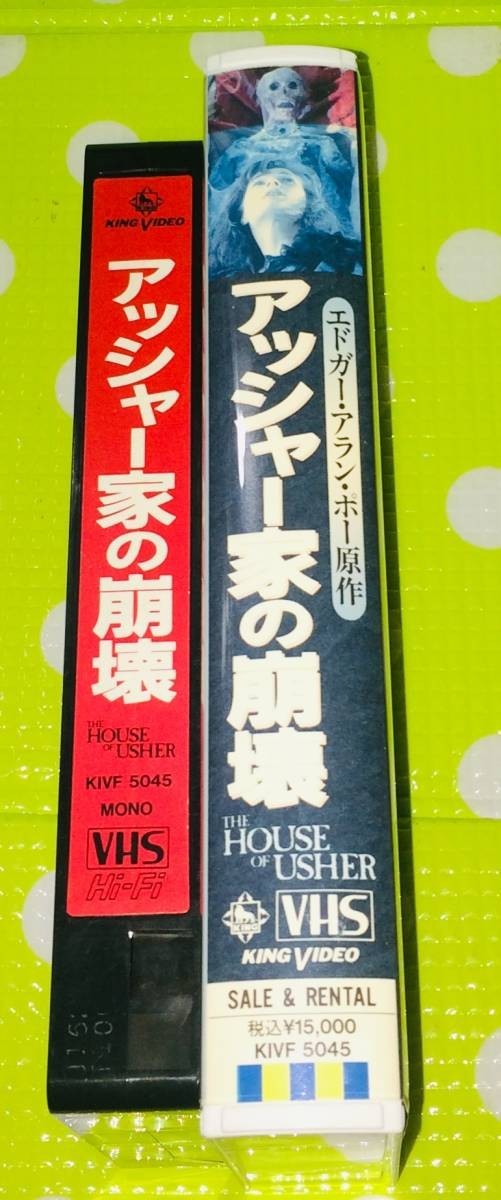 KING VIDEO
アッシャー家の崩壊
THE
HOUSE
OF USHER
KIVF 5045
MONO
VHS
Hi-Fi
エドガー・アラン・ポー原作
アッシャー家の崩壊
THE
HOUSE
OF USHER
KING
VHS
KING VIDEO
SALE & RENTAL
税込¥15,000
KIVF 5045